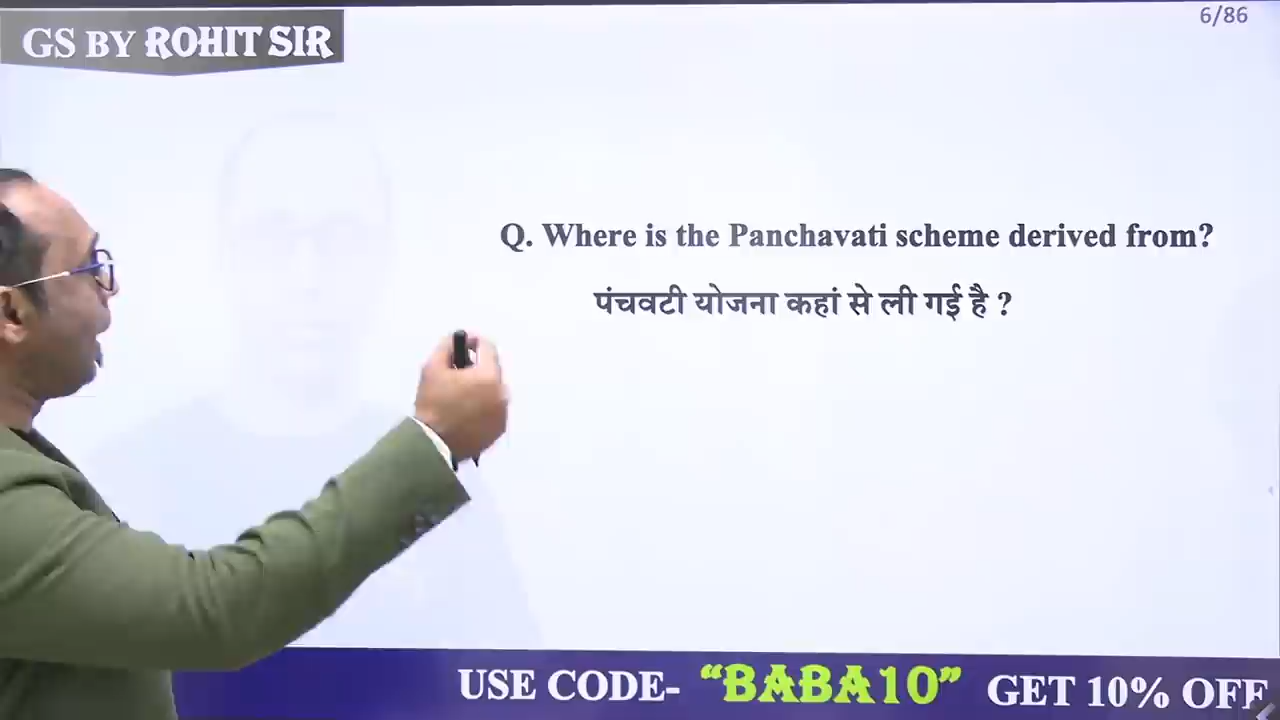 GS BY ROHIT SIR
6/86
Q. Where is the Panchavati scheme derived from?
पंचवटी योजना कहां से ली गई है ?
USE CODE- “BABA10” GET 10% OFF